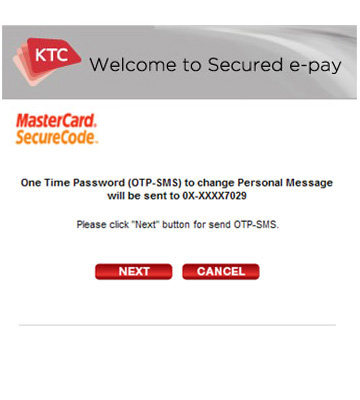 KTC
Welcome to Secured e-pay
MasterCard.
SecureCode.
One Time Password (OTP-SMS) to change Personal Message
will be sent to 0X-XXXX7029
Please click "Next" button for send OTP-SMS.
NEXT CANCEL